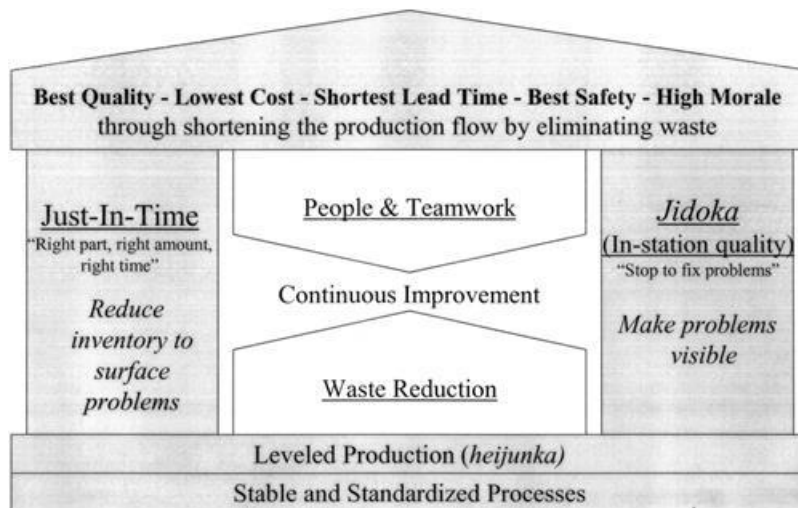 Best Quality - Lowest Cost - Shortest Lead Time - Best Safety - High Morale
through shortening the production flow by eliminating waste
Just-In-Time
“Right part, right amount,
right time”
Reduce
inventory to
surface
problems
People & Teamwork
Continuous Improvement
Waste Reduction
Jidoka
(In-station quality)
“Stop to fix problems”
Make problems
visible
Leveled Production (heijunka)
Stable and Standardized Processes